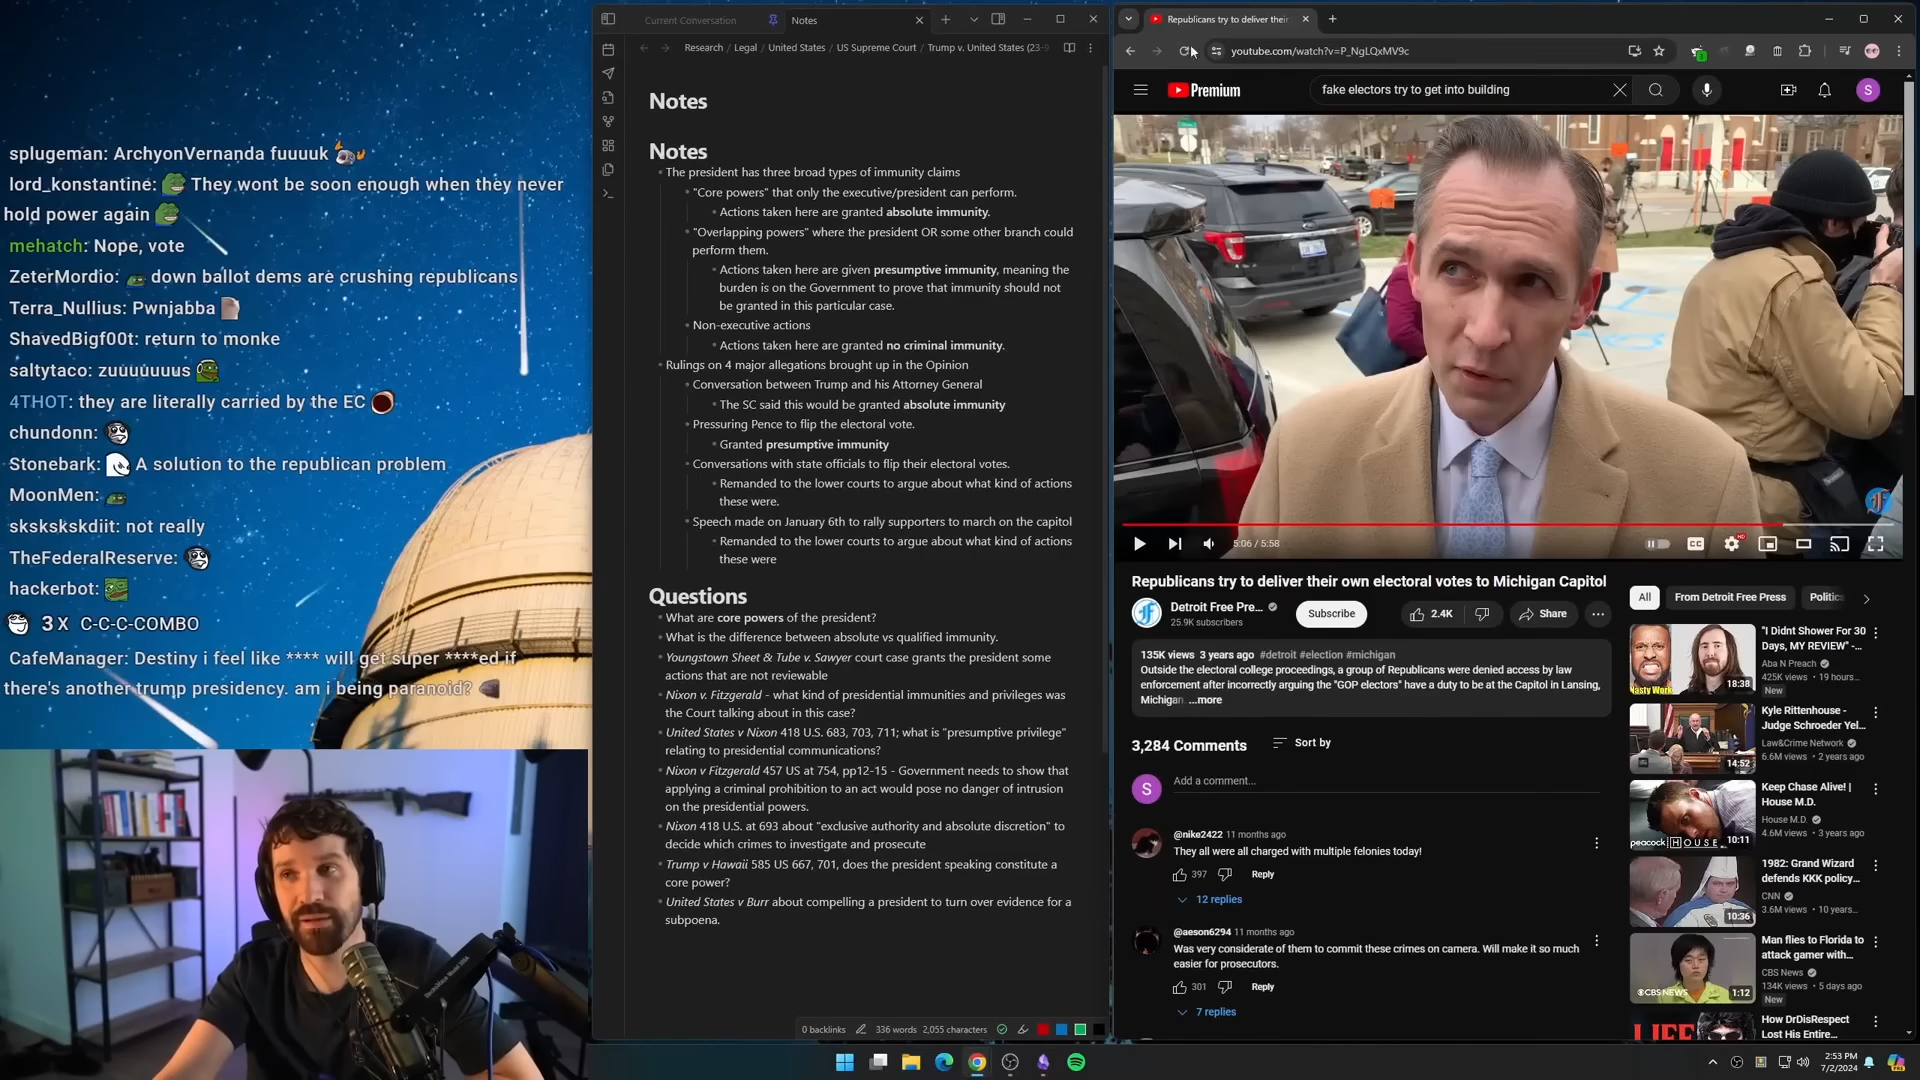 splugeman: ArchyonVernanda fuuuuk
lord_konstantine: They wont be soon enough when they never
hold power again
mehatch: Nope, vote
ZeterMordio: down ballot dems are crushing republicans
Terra_Nullius: Pwnjabba
ShavedBigf00t: return to monke
saltytaco: zuuuuuuus
4THOT: they are literally carried by the EC
chundonn:
Stonebark: A solution to the republican problem
MoonMen:
sksksksksdiit: not really
TheFederalReserve:
hackerbot:
3 X C-C-C-COMBO
CafeManager: Destiny i feel like **** will get super ****ed if
there's another trump presidency. am i being paranoid?
Current Conversation
Notes
Research / Legal / United States / US Supreme Court / Trump v. United States (23-9
Notes
Notes
The president has three broad types of immunity claims
"Core powers" that only the executive/president can perform.
Actions taken here are granted absolute immunity.
"Overlapping powers" where the president OR some other branch could
perform them.
Actions taken here are given presumptive immunity, meaning the
burden is on the Government to prove that immunity should not
be granted in this particular case.
Non-executive actions
Actions taken here are granted no criminal immunity.
Rulings on 4 major allegations brought up in the Opinion
Conversation between Trump and his Attorney General
The SC said this would be granted absolute immunity
Pressuring Pence to flip the electoral vote.
Granted presumptive immunity
Conversations with state officials to flip their electoral votes.
Remanded to the lower courts to argue about what kind of actions
these were.
Speech made on January 6th to rally supporters to march on the capitol
Remanded to the lower courts to argue about what kind of actions
these were
Questions
What are core powers of the president?
What is the difference between absolute vs qualified immunity.
Youngstown Sheet & Tube v. Sawyer court case grants the president some
actions that are not reviewable
Nixon v. Fitzgerald - what kind of presidential immunities and privileges was
the Court talking about in this case?
United States v Nixon 418 U.S. 683, 703, 711; what is "presumptive privilege"
relating to presidential communications?
Nixon v Fitzgerald 457 US at 754, pp12-15 - Government needs to show that
applying a criminal prohibition to an act would pose no danger of intrusion
on the presidential powers.
Nixon 418 U.S. at 693 about "exclusive authority and absolute discretion" to
decide which crimes to investigate and prosecute
Trump v Hawaii 585 US 667, 701, does the president speaking constitute a
core power?
United States v Burr about compelling a president to turn over evidence for a
subpoena.
0 backlinks
336 words 2,055 characters
Republicans try to deliver their
youtube.com/watch?v=P_NgLQxMV9c
Premium
fake electors try to get into building
S
5:06 / 5:58
CC
HD
Republicans try to deliver their own electoral votes to Michigan Capitol
Detroit Free Pre...
25.9K subscribers
Subscribe
2.4K
Share
135K views 3 years ago #detroit #election #michigan
Outside the electoral college proceedings, a group of Republicans were denied access by law
enforcement after incorrectly arguing the "GOP electors" have a duty to be at the Capitol in Lansing,
Michigan. ...more
3,284 Comments
Sort by
S
Add a comment...
@nike2422 11 months ago
They all were all charged with multiple felonies today!
397
Reply
12 replies
@aeson6294 11 months ago
Was very considerate of them to commit these crimes on camera. Will make it so much
easier for prosecutors.
301
Reply
7 replies
All
From Detroit Free Press
Politic
Nasty Work
18:38
"I Didnt Shower For 30
Days, MY REVIEW" -...
Aba N Preach
425K views • 19 hours...
New
14:52
Kyle Rittenhouse -
Judge Schroeder Yel...
Law&Crime Network
6.6M views • 2 years ago
peacock HOUSE
10:11
Keep Chase Alive! |
House M.D.
House M.D.
4.6M views • 3 years ago
10:36
1982: Grand Wizard
defends KKK policy...
CNN
3.6M views • 10 years...
CBS NEWS
1:12
Man flies to Florida to
attack gamer with...
CBS News
134K views • 5 days ago
New
LIFE
How DrDisRespect
Lost His Entire...
2:53 PM
7/2/2024